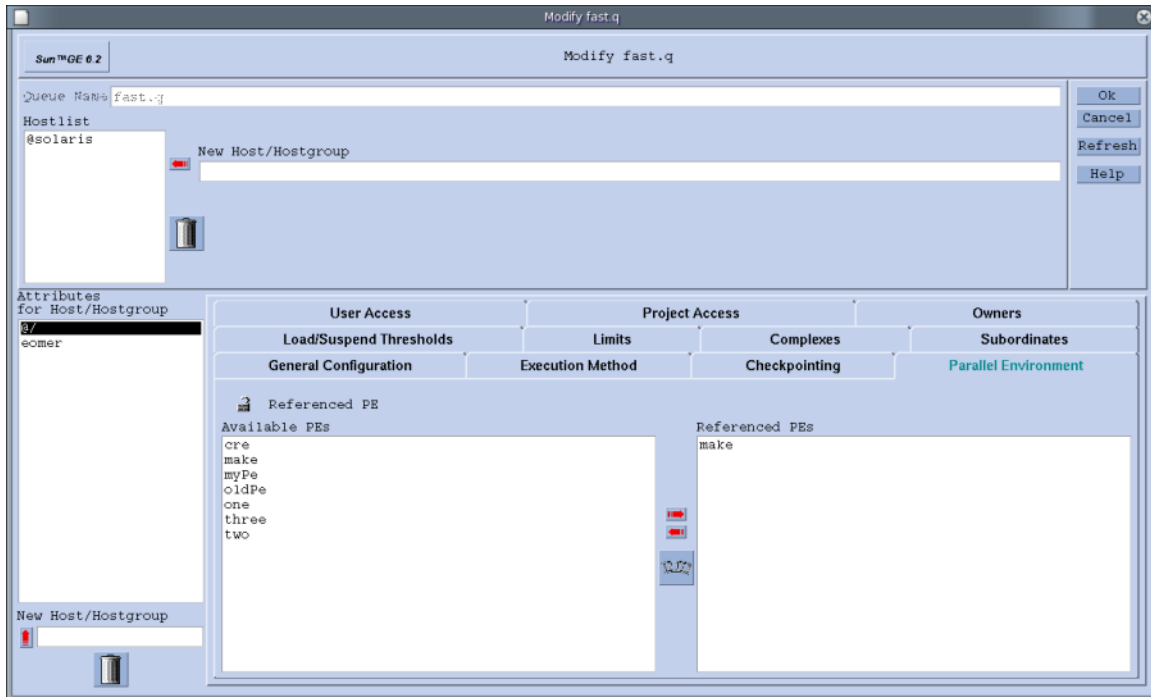 Modify fast.q
Sun™GE 6.2
Modify fast.q
Queue Name fast.q
Ok
Hostlist
Cancel
@solaris
New Host/Hostgroup
Refresh
Help
Attributes
for Host/Hostgroup
@/
eomer
User Access Project Access Owners
Load/Suspend Thresholds Limits Complexes Subordinates
General Configuration Execution Method Checkpointing Parallel Environment
Referenced PE
Available PEs Referenced PEs
cre make
make
myPe
oldPe
one
three
two
New Host/Hostgroup